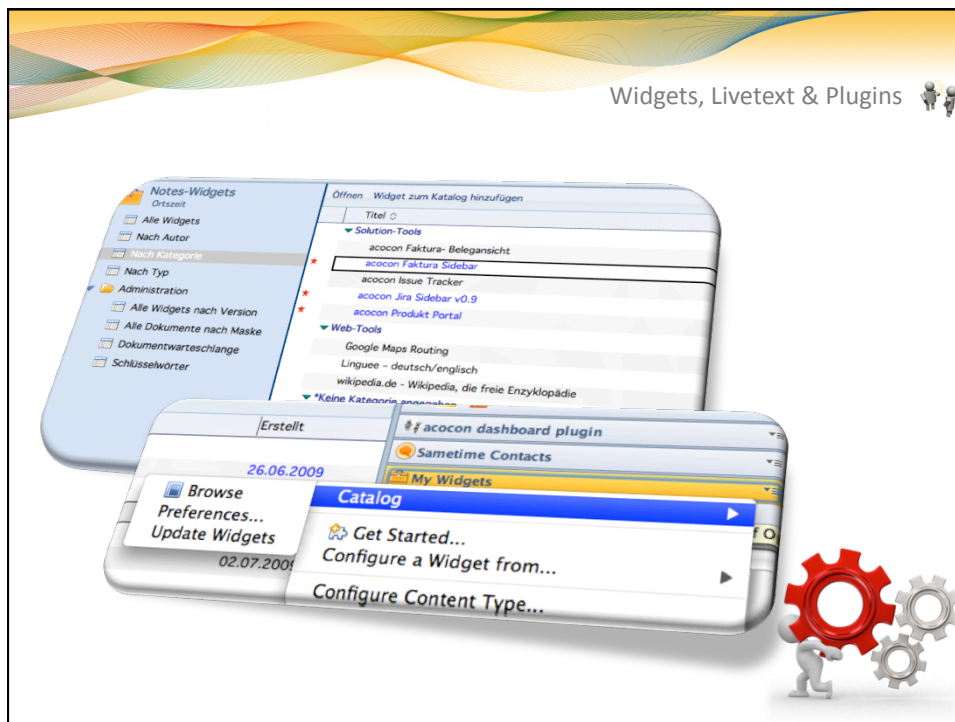 Widgets, Livetext & Plugins
Notes-Widgets
Ortszeit
Alle Widgets
Nach Autor
Nach Kategorie
Nach Typ
Administration
Alle Widgets nach Version
Alle Dokumente nach Maske
Dokumentwarteschlange
Schlüsselwörter
Öffnen Widget zum Katalog hinzufügen
Titel
Solution-Tools
acocon Faktura- Belegansicht
acocon Faktura Sidebar
acocon Issue Tracker
acocon Jira Sidebar v0.9
acocon Produkt Portal
Web-Tools
Google Maps Routing
Linguee – deutsch/englisch
wikipedia.de - Wikipedia, die freie Enzyklopädie
*Keine Kategorie angegeben
Erstellt
26.06.2009
acocon dashboard plugin
Sametime Contacts
My Widgets
Browse
Preferences...
Update Widgets
02.07.2009
Catalog
Get Started...
Configure a Widget from...
Configure Content Type...